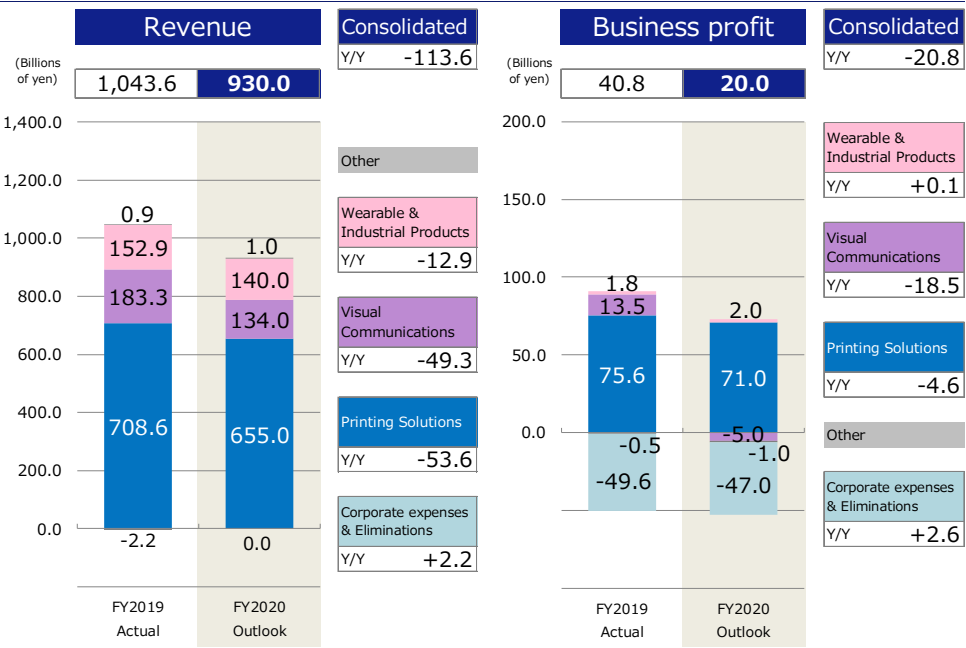 Revenue
Consolidated
Y/Y -113.6
(Billions
of yen)
1,043.6 930.0
1,400.0
1,200.0
1,000.0
800.0
600.0
400.0
200.0
0.0
0.9
152.9
183.3
708.6
-2.2
1.0
140.0
134.0
655.0
0.0
FY2019
Actual
FY2020
Outlook
Other
Wearable &
Industrial Products
Y/Y -12.9
Visual
Communications
Y/Y -49.3
Printing Solutions
Y/Y -53.6
Corporate expenses
& Eliminations
Y/Y +2.2
Business profit
Consolidated
Y/Y -20.8
(Billions
of yen)
40.8 20.0
200.0
150.0
100.0
50.0
0.0
1.8
13.5
75.6
-0.5
-49.6
2.0
71.0
-5.0
-1.0
-47.0
FY2019
Actual
FY2020
Outlook
Wearable &
Industrial Products
Y/Y +0.1
Visual
Communications
Y/Y -18.5
Printing Solutions
Y/Y -4.6
Other
Corporate expenses
& Eliminations
Y/Y +2.6